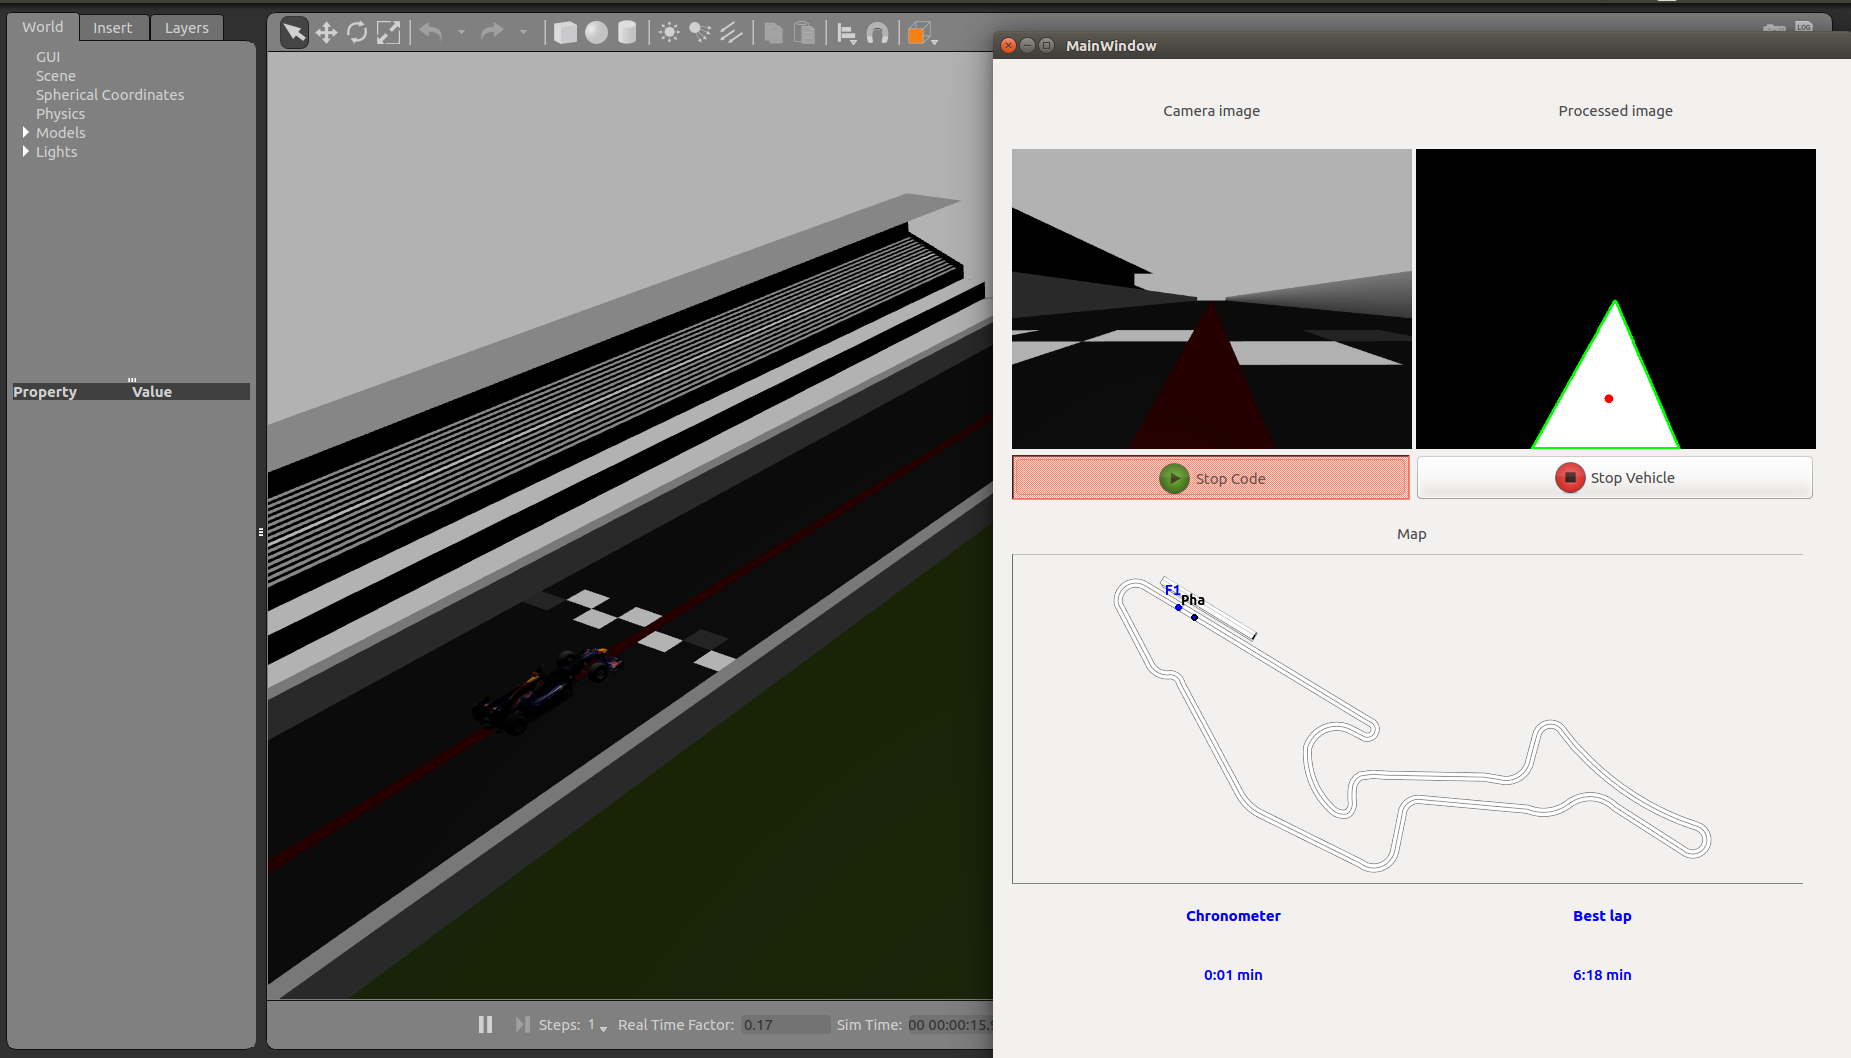 World Insert Layers
GUI
Scene
Spherical Coordinates
Physics
Models
Lights
Property Value
LOG
MainWindow
Camera image Processed image
Stop Code Stop Vehicle
Map
F1
Pha
Chronometer Best lap
0:01 min 6:18 min
Steps: 1 Real Time Factor: 0.17 Sim Time: 00 00:00:15.9